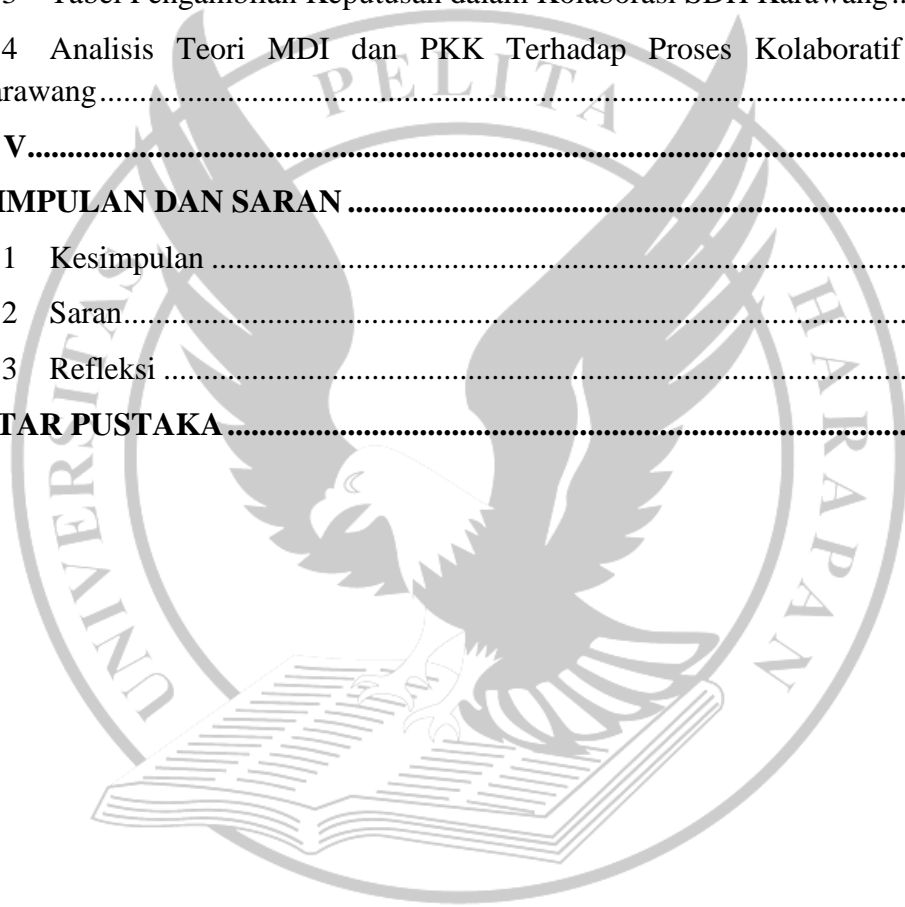 3 Tabel Pengambilan Keputusan dalam Kolaborasi SDH Karawang..
4 Analisis Teori MDI dan PKK Terhadap Proses Kolaboratif
arawang....................................................................................................
V....................................................................................................
IMPULAN DAN SARAN....................................................................
1 Kesimpulan....................................................................................
2 Saran..............................................................................................
3 Refleksi..........................................................................................
TAR PUSTAKA...............................................................................
UNIVERSITAS PELITA HARAPAN